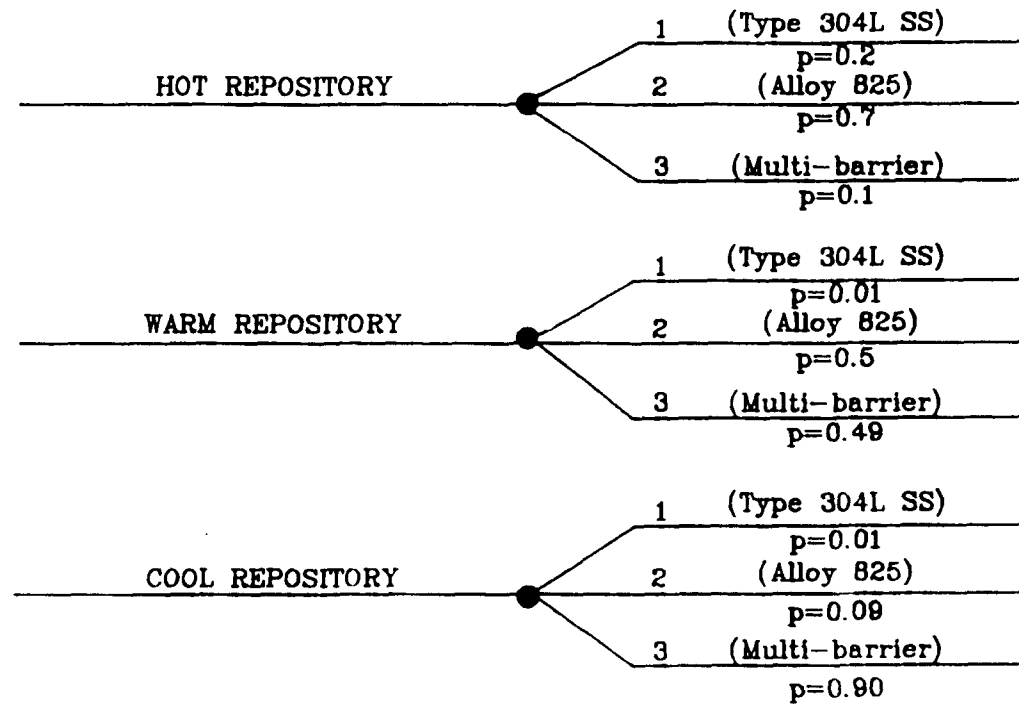 1 (Type 304L SS)
p=0.2
HOT REPOSITORY 2 (Alloy 825)
p=0.7
3 (Multi-barrier)
p=0.1
1 (Type 304L SS)
p=0.01
WARM REPOSITORY 2 (Alloy 825)
p=0.5
3 (Multi-barrier)
p=0.49
1 (Type 304L SS)
p=0.01
COOL REPOSITORY 2 (Alloy 825)
p=0.09
3 (Multi-barrier)
p=0.90